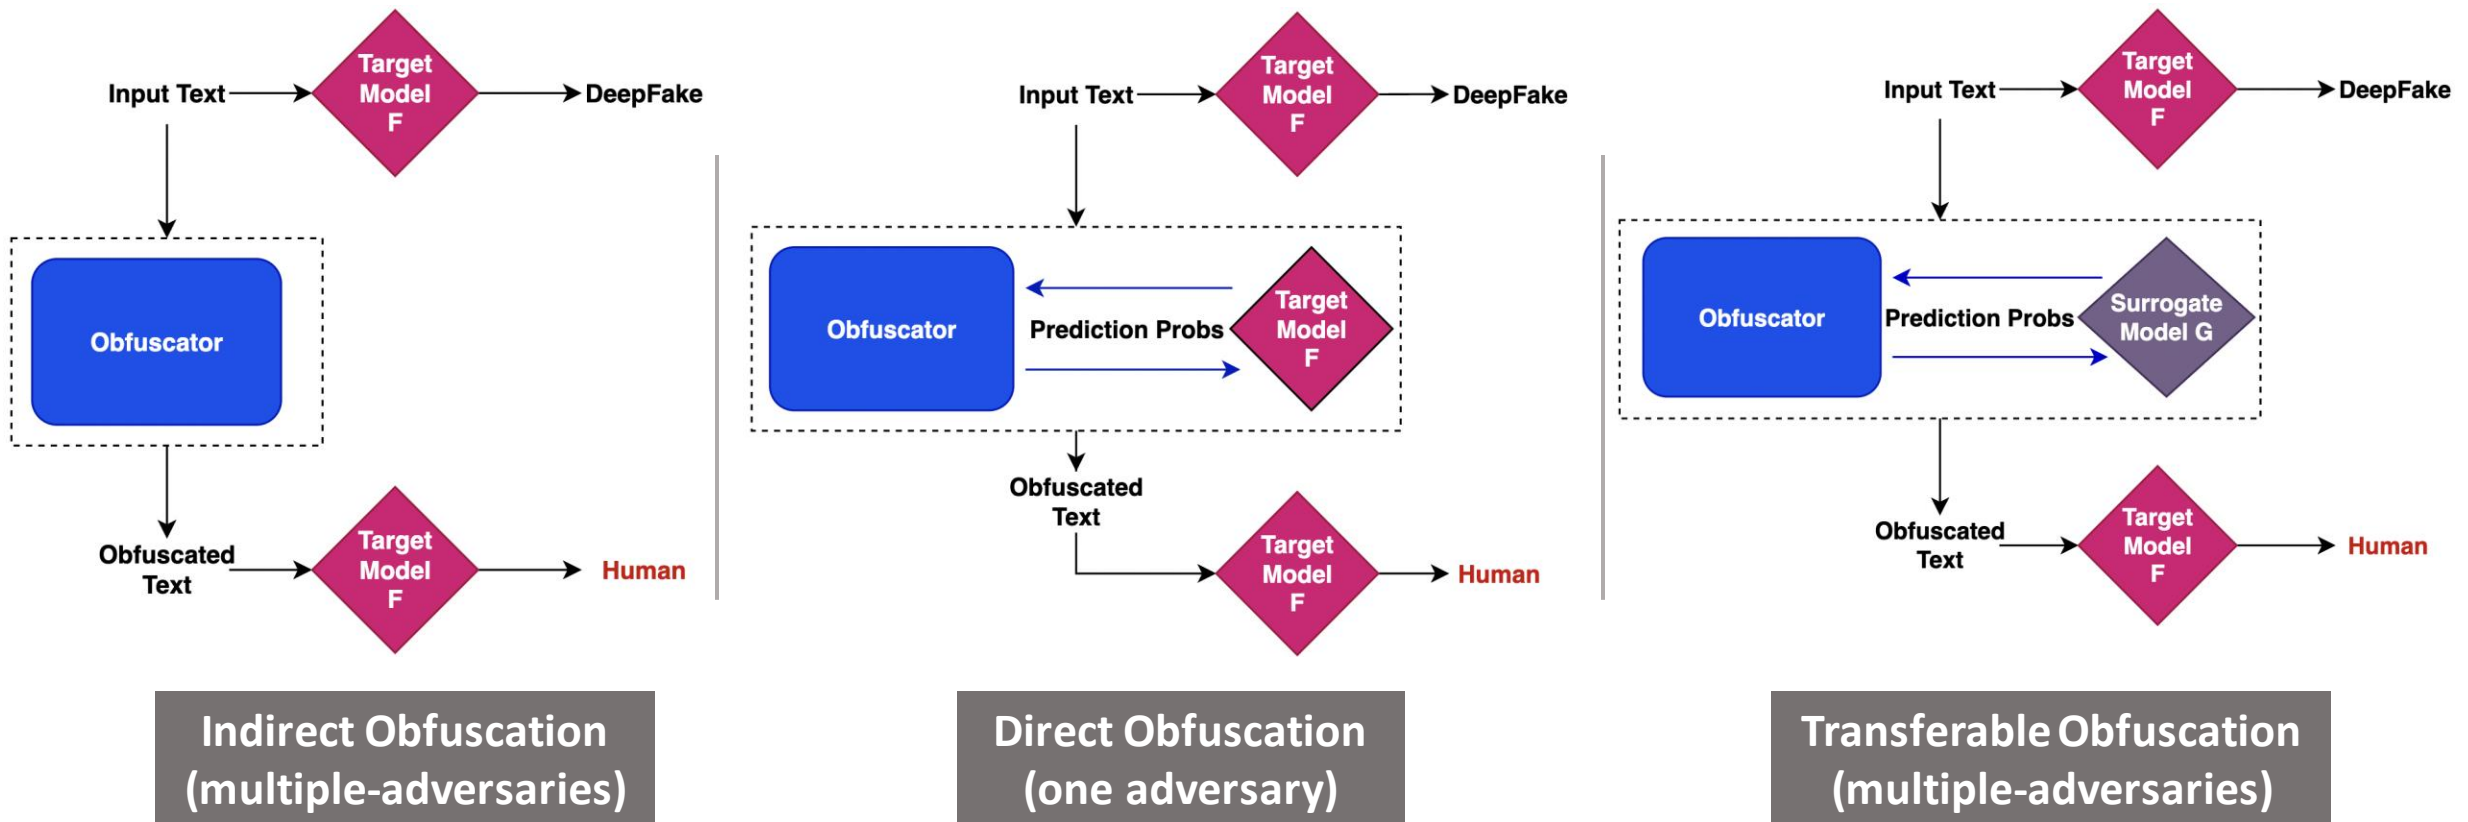 Input Text
Target
Model
F
DeepFake
Obfuscator
Obfuscated
Text
Target
Model
F
Human
Indirect Obfuscation
(multiple-adversaries)
Input Text
Target
Model
F
DeepFake
Obfuscator
Prediction Probs
Target
Model
F
Obfuscated
Text
Target
Model
F
Human
Direct Obfuscation
(one adversary)
Input Text
Target
Model
F
DeepFake
Obfuscator
Prediction Probs
Surrogate
Model G
Obfuscated
Text
Target
Model
F
Human
Transferable Obfuscation
(multiple-adversaries)